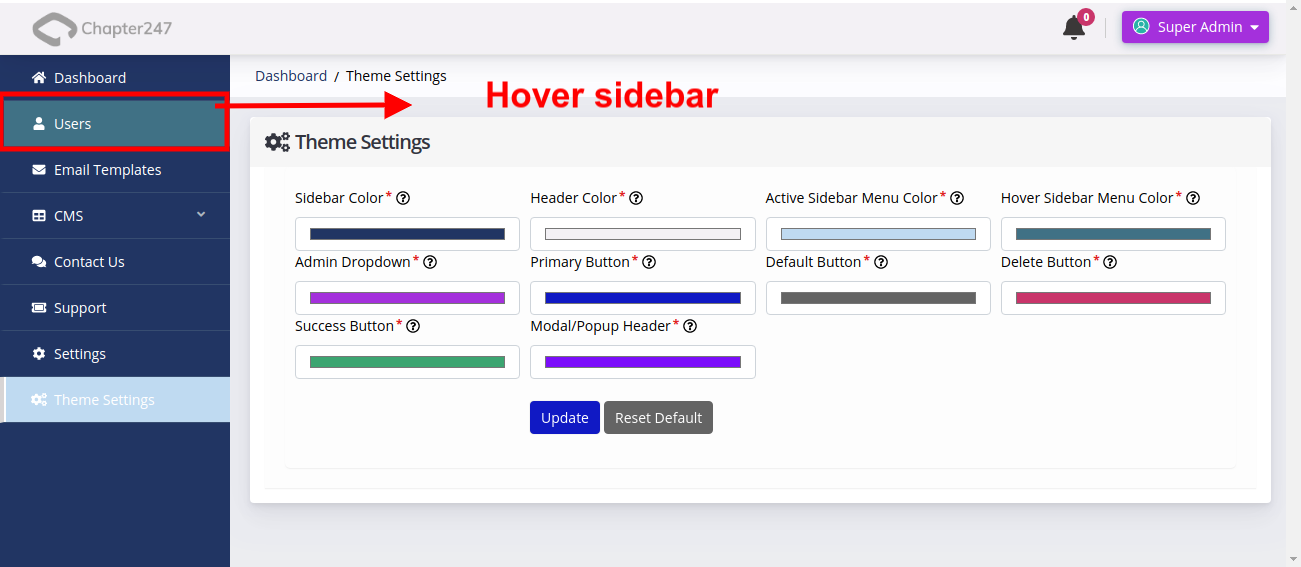 Chapter247
0
Super Admin
Dashboard
Users
Email Templates
CMS
Contact Us
Support
Settings
Theme Settings
Dashboard / Theme Settings
Hover sidebar
Theme Settings
Sidebar Color* ? Header Color* ? Active Sidebar Menu Color* ? Hover Sidebar Menu Color* ?
Admin Dropdown* ? Primary Button* ? Default Button* ? Delete Button* ?
Success Button* ? Modal/Popup Header* ?
Update Reset Default